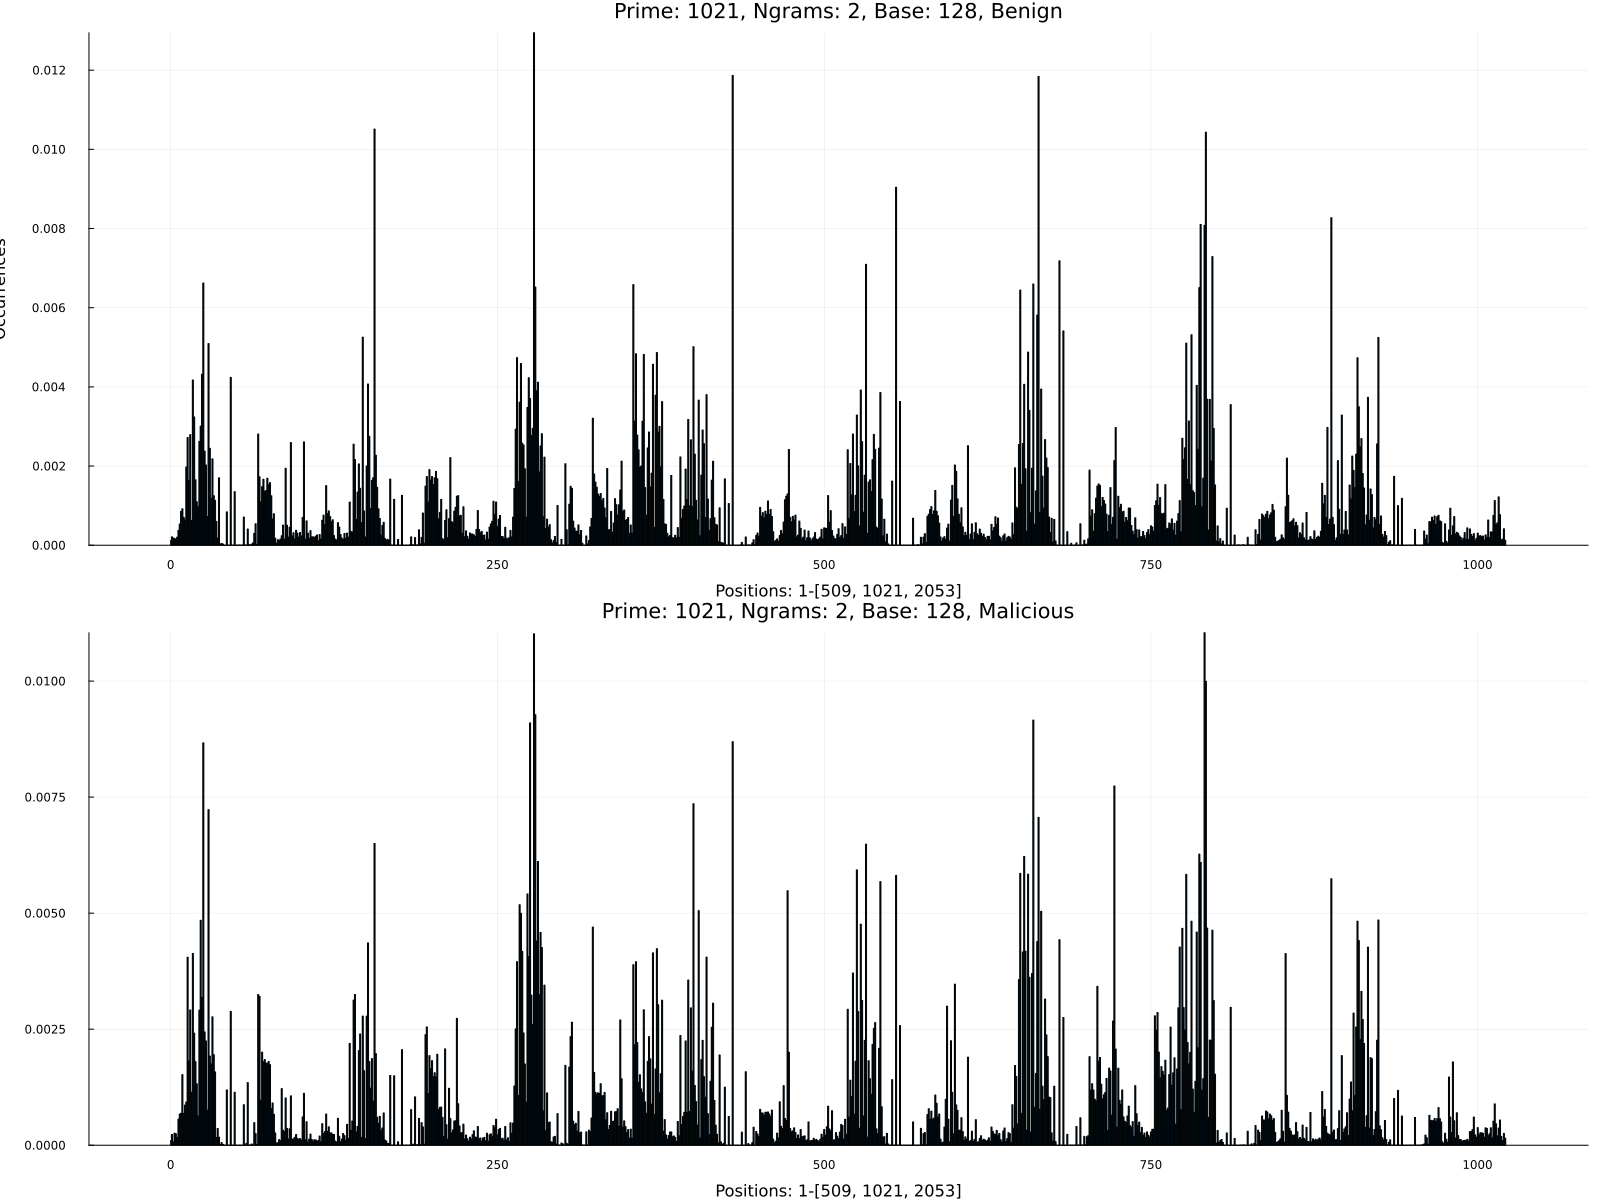 Prime: 1021, Ngrams: 2, Base: 128, Benign
0.012
0.010
0.008
0.006
0.004
0.002
0.000
0 250 500 750 1000
Positions: 1-[509, 1021, 2053]
Prime: 1021, Ngrams: 2, Base: 128, Malicious
0.0100
0.0075
0.0050
0.0025
0.0000
0 250 500 750 1000
Positions: 1-[509, 1021, 2053]